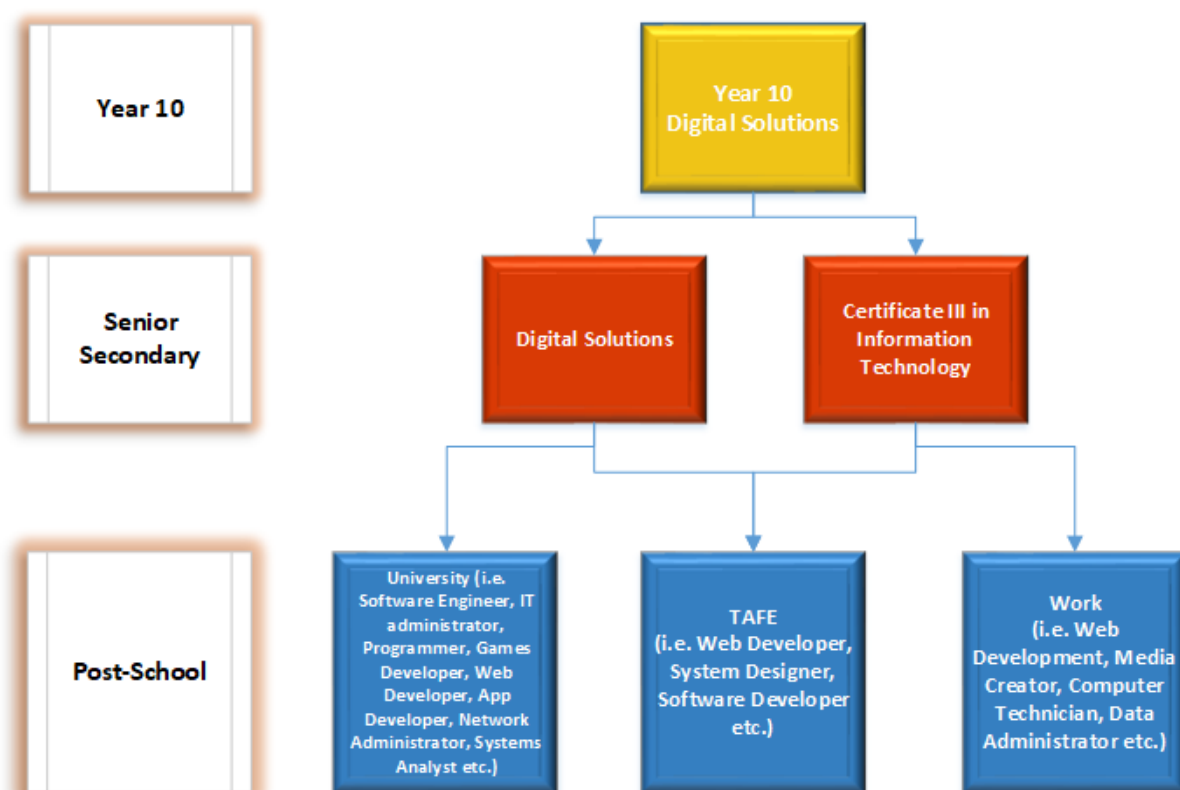 Year 10
Year 10
Digital Solutions
Senior
Secondary
Digital Solutions
Certificate III in
Information
Technology
Post-School
University (i.e.
Software Engineer, IT
administrator,
Programmer, Games
Developer, Web
Developer, App
Developer, Network
Administrator, Systems
Analyst etc.)
TAFE
(i.e. Web Developer,
System Designer,
Software Developer
etc.)
Work
(i.e. Web
Development, Media
Creator, Computer
Technician, Data
Administrator etc.)